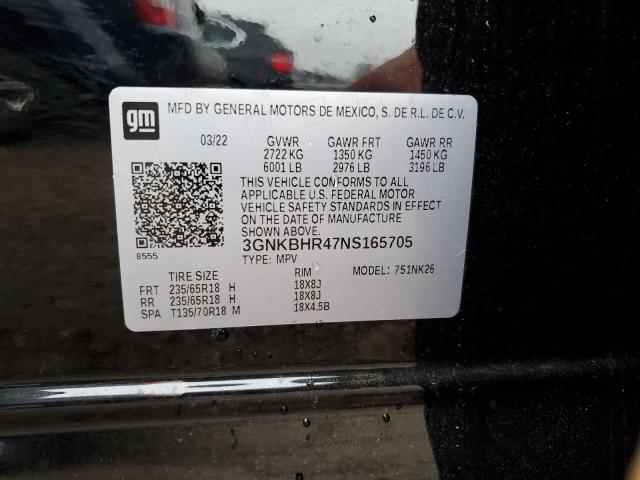 gm
MFD BY GENERAL MOTORS DE MEXICO, S. DE R.L. DE C.V.
03/22 GVWR GAWR FRT GAWR RR
2722 KG 1350 KG 1450 KG
6001 LB 2976 LB 3196 LB
THIS VEHICLE CONFORMS TO ALL
APPLICABLE U.S. FEDERAL MOTOR
VEHICLE SAFETY STANDARDS IN EFFECT
ON THE DATE OF MANUFACTURE
SHOWN ABOVE.
8555
3GNKBHR47NS165705
TYPE: MPV
MODEL: 751NK26
TIRE SIZE RIM
FRT 235/65R18 H 18X8J
RR 235/65R18 H 18X8J
SPA T135/70R18 M 18X4.5B